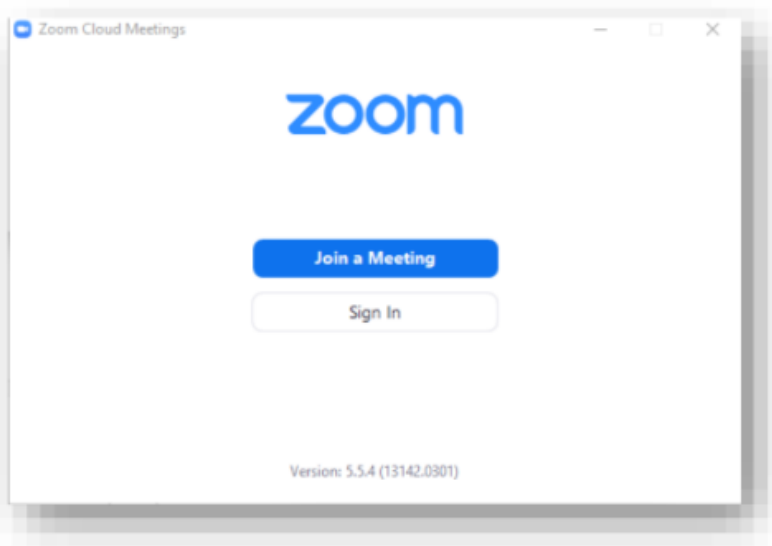 Zoom Cloud Meetings
zoom
Join a Meeting
Sign In
Version: 5.5.4 (13142.0301)